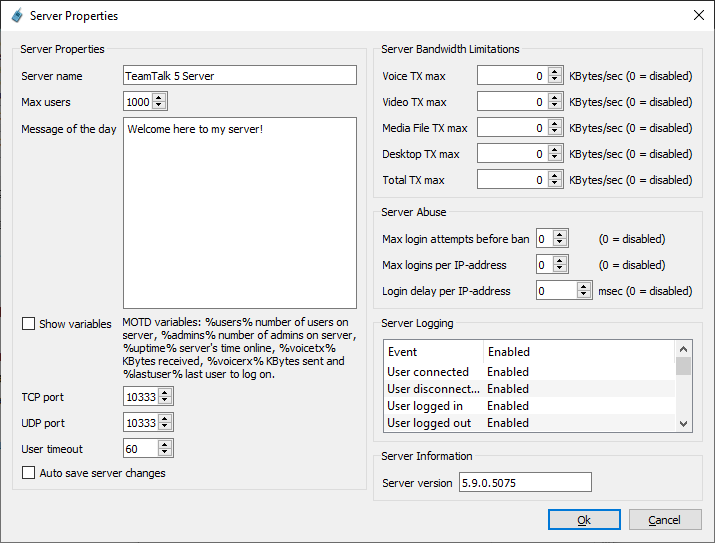 Server Properties
Server Properties
Server name TeamTalk 5 Server
Max users 1000
Message of the day Welcome here to my server!
Show variables MOTD variables: %users% number of users on
server, %admins% number of admins on server,
%uptime% server's time online, %voicetx%
KBytes received, %voicerx% KBytes sent and
%lastuser% last user to log on.
TCP port 10333
UDP port 10333
User timeout 60
Auto save server changes
Server Bandwidth Limitations
Voice TX max 0 KBytes/sec (0 = disabled)
Video TX max 0 KBytes/sec (0 = disabled)
Media File TX max 0 KBytes/sec (0 = disabled)
Desktop TX max 0 KBytes/sec (0 = disabled)
Total TX max 0 KBytes/sec (0 = disabled)
Server Abuse
Max login attempts before ban 0 (0 = disabled)
Max logins per IP-address 0 (0 = disabled)
Login delay per IP-address 0 msec (0 = disabled)
Server Logging
Event Enabled
User connected Enabled
User disconnect... Enabled
User logged in Enabled
User logged out Enabled
Server Information
Server version 5.9.0.5075
Ok Cancel